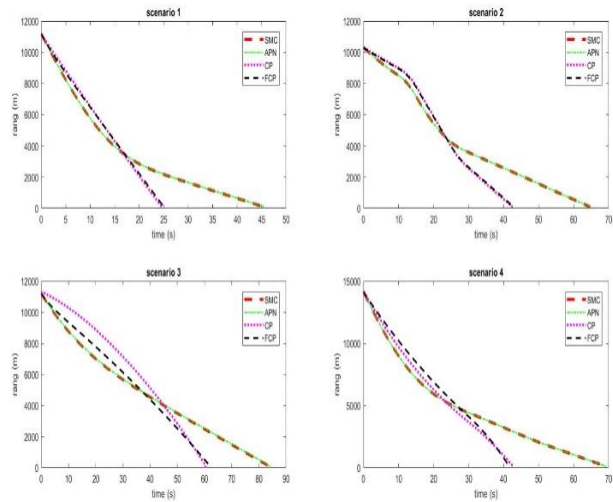 scenario 1
12000
10000
8000
6000
4000
2000
0
rang (m)
SMC
APN
CP
FCP
0 5 10 15 20 25 30 35 40 45 50
time (s)
scenario 2
12000
10000
8000
6000
4000
2000
0
rang (m)
SMC
APN
CP
FCP
0 10 20 30 40 50 60 70
time (s)
scenario 3
12000
10000
8000
6000
4000
2000
0
rang (m)
SMC
APN
CP
FCP
0 10 20 30 40 50 60 70 80 90
time (s)
scenario 4
15000
10000
5000
0
rang (m)
SMC
APN
CP
FCP
0 10 20 30 40 50 60 70
time (s)